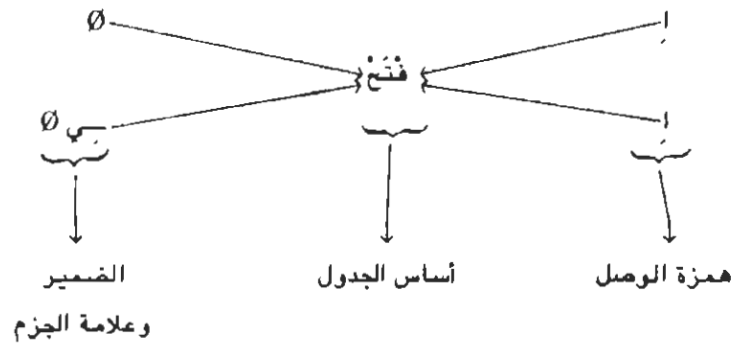 اِ فْتَحْ Ø
اِ ـِي Ø
همزة الوصل أساس الجدول الضمير
وعلامة الجزم